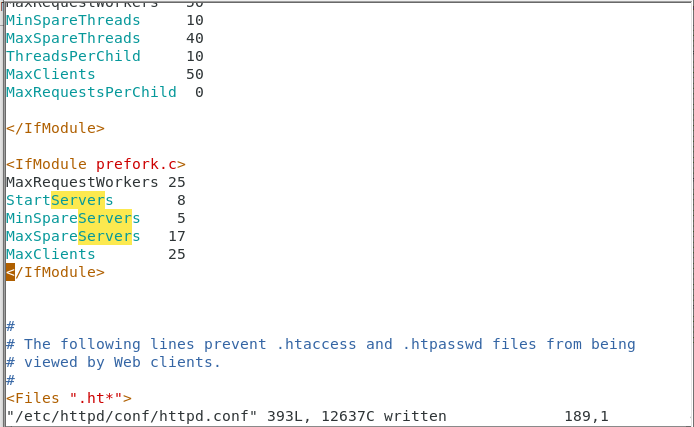 MaxRequestWorkers   50
MinSpareThreads     10
MaxSpareThreads     40
ThreadsPerChild     10
MaxClients          50
MaxRequestsPerChild  0
</IfModule>
<IfModule prefork.c>
MaxRequestWorkers 25
StartServers       8
MinSpareServers    5
MaxSpareServers   17
MaxClients        25
</IfModule>
#
# The following lines prevent .htaccess and .htpasswd files from being
# viewed by Web clients.
#
<Files ".ht*">
"/etc/httpd/conf/httpd.conf" 393L, 12637C written             189,1